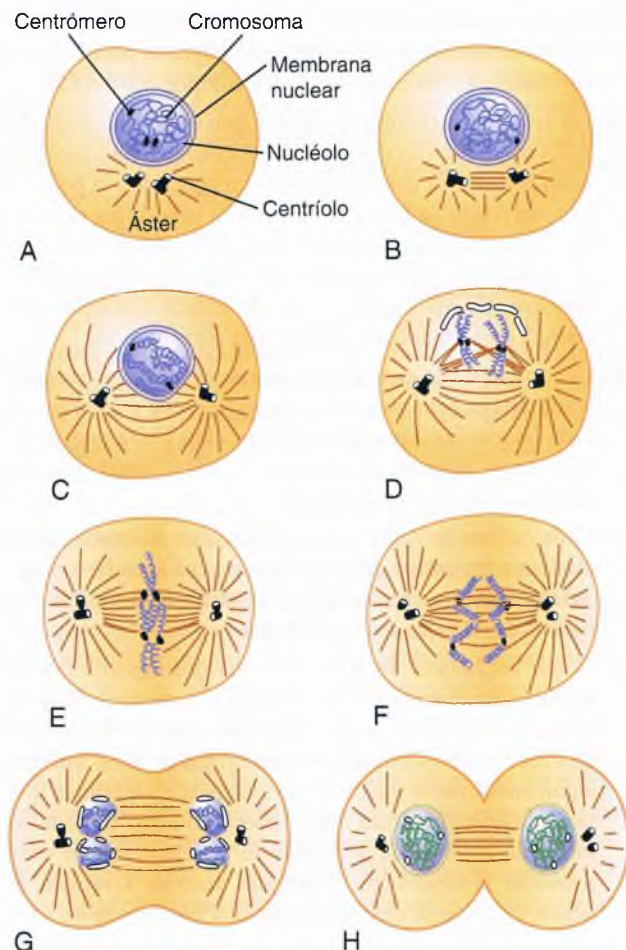 Centrómero Cromosoma
Membrana
nuclear
Nucléolo
Centríolo
Áster
A
B
C
D
E
F
G
H